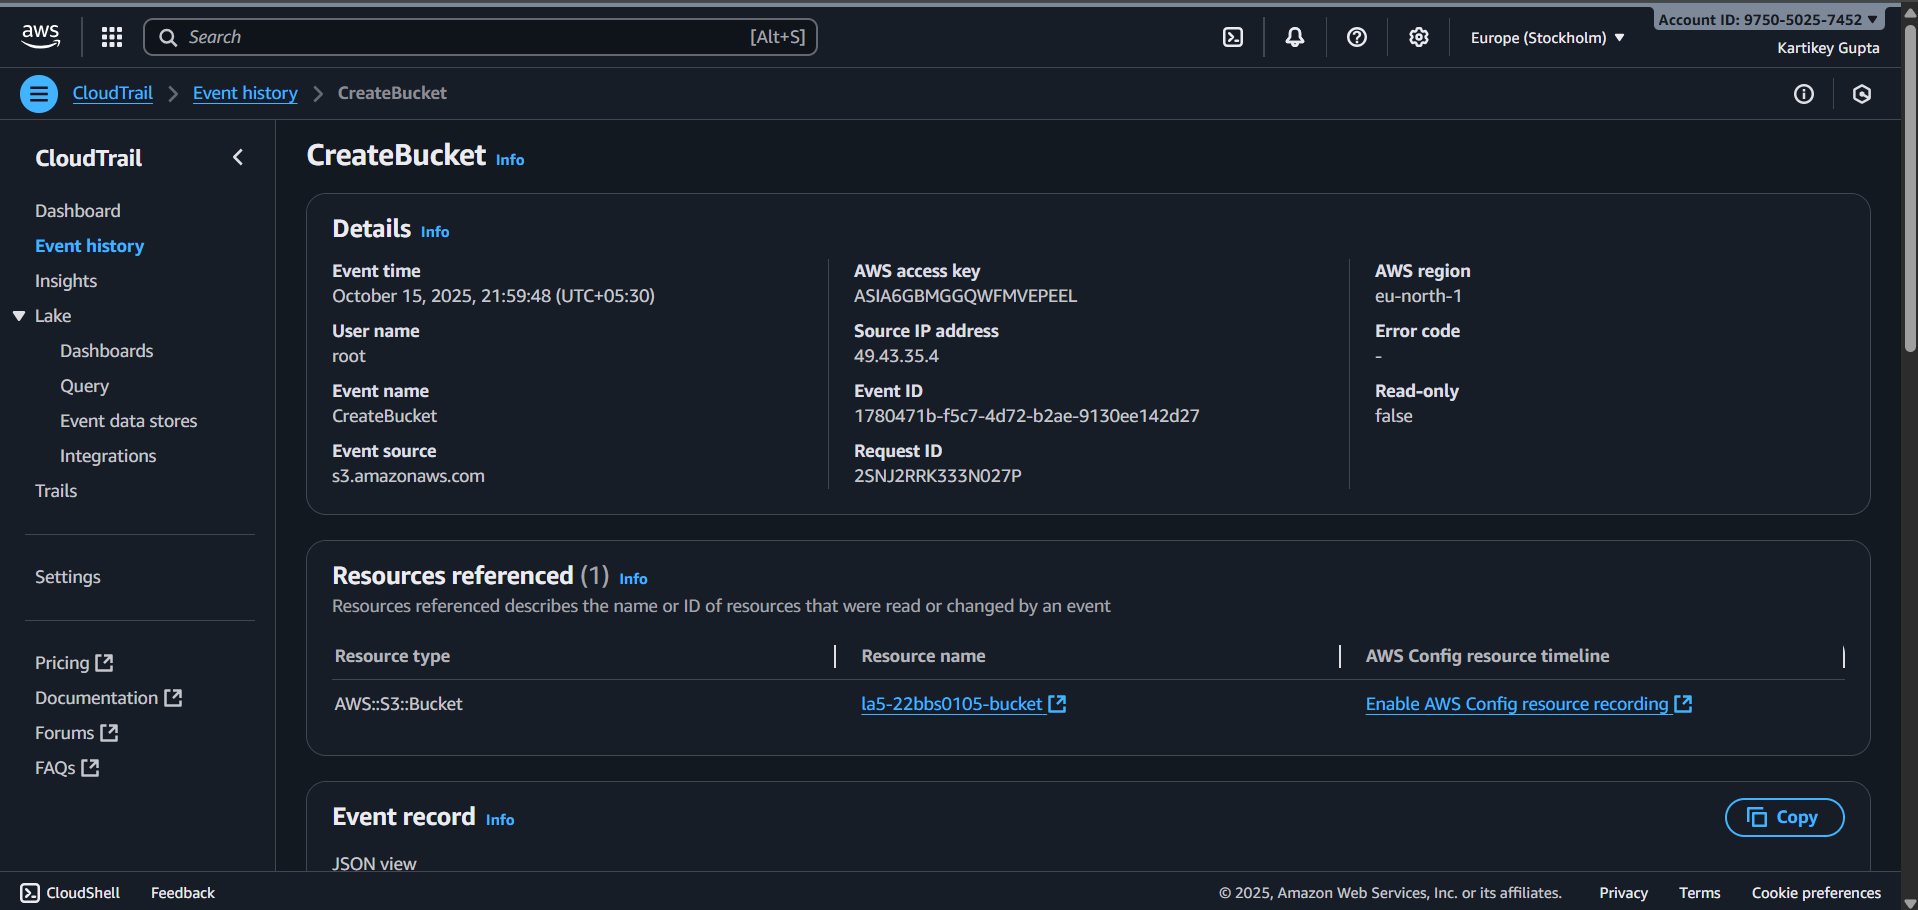 aws
Search
[Alt+S]
Europe (Stockholm)
Account ID: 9750-5025-7452
Kartikey Gupta
CloudTrail
Event history
CreateBucket
CloudTrail
Dashboard
Event history
Insights
Lake
Dashboards
Query
Event data stores
Integrations
Trails
Settings
Pricing
Documentation
Forums
FAQs
CreateBucket Info
Details Info
Event time
October 15, 2025, 21:59:48 (UTC+05:30)
User name
root
Event name
CreateBucket
Event source
s3.amazonaws.com
AWS access key
ASIA6GBMGGQWFMVEPEEL
Source IP address
49.43.35.4
Event ID
1780471b-f5c7-4d72-b2ae-9130ee142d27
Request ID
2SNJ2RRK333N027P
AWS region
eu-north-1
Error code
-
Read-only
false
Resources referenced (1) Info
Resources referenced describes the name or ID of resources that were read or changed by an event
Resource type
Resource name
AWS Config resource timeline
AWS::S3::Bucket
la5-22bbs0105-bucket
Enable AWS Config resource recording
Event record Info
Copy
JSON view
CloudShell
Feedback
© 2025, Amazon Web Services, Inc. or its affiliates.
Privacy
Terms
Cookie preferences